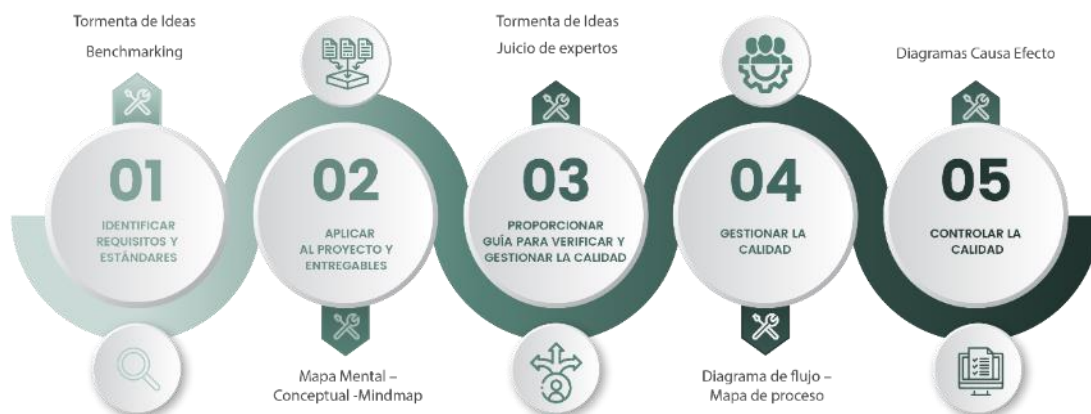 Tormenta de Ideas
Benchmarking
01
IDENTIFICAR
REQUISITOS Y
ESTÁNDARES
02
APLICAR
AL PROYECTO Y
ENTREGABLES
Mapa Mental –
Conceptual -Mindmap
Tormenta de Ideas
Juicio de expertos
03
PROPORCIONAR
GUÍA PARA VERIFICAR Y
GESTIONAR LA CALIDAD
04
GESTIONAR LA
CALIDAD
Diagrama de flujo –
Mapa de proceso
Diagramas Causa Efecto
05
CONTROLAR LA
CALIDAD